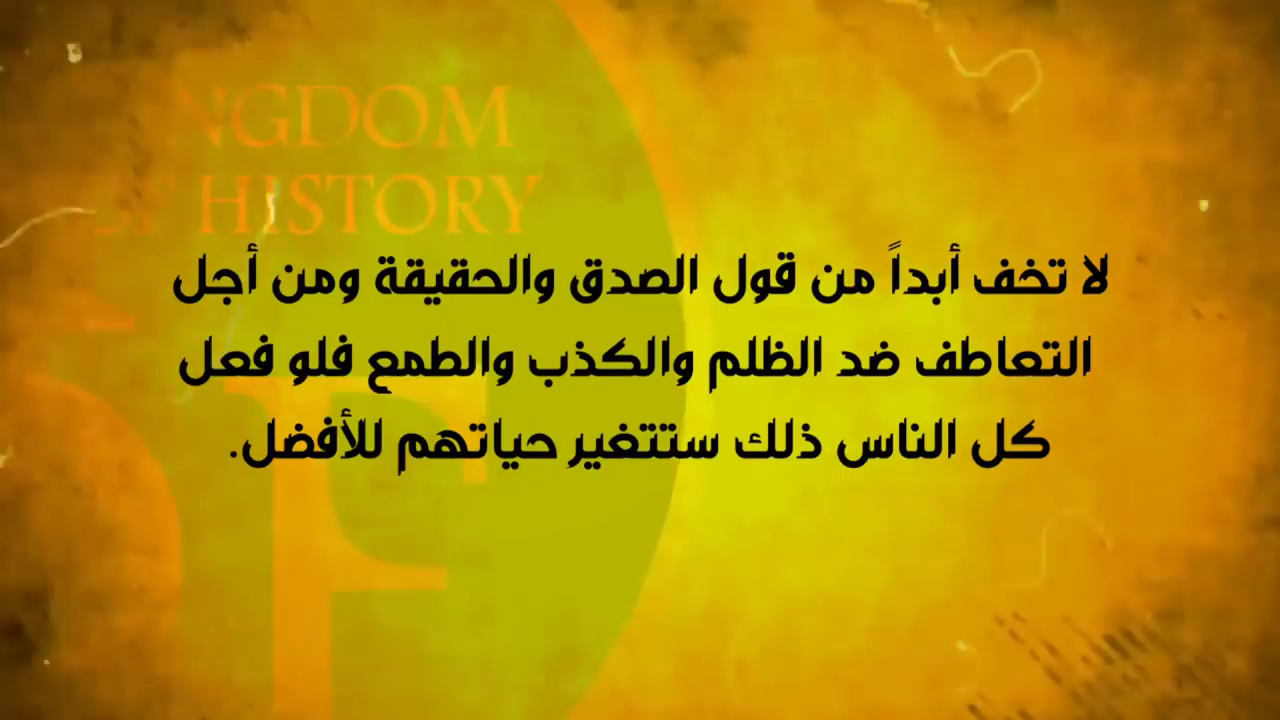 NGDOM
OF HISTORY
لا تخف أبداً من قول الصدق والحقيقة ومن أجل
التعاطف ضد الظلم والكذب والطمع فلو فعل
كل الناس ذلك ستتغير حياتهم للأفضل.